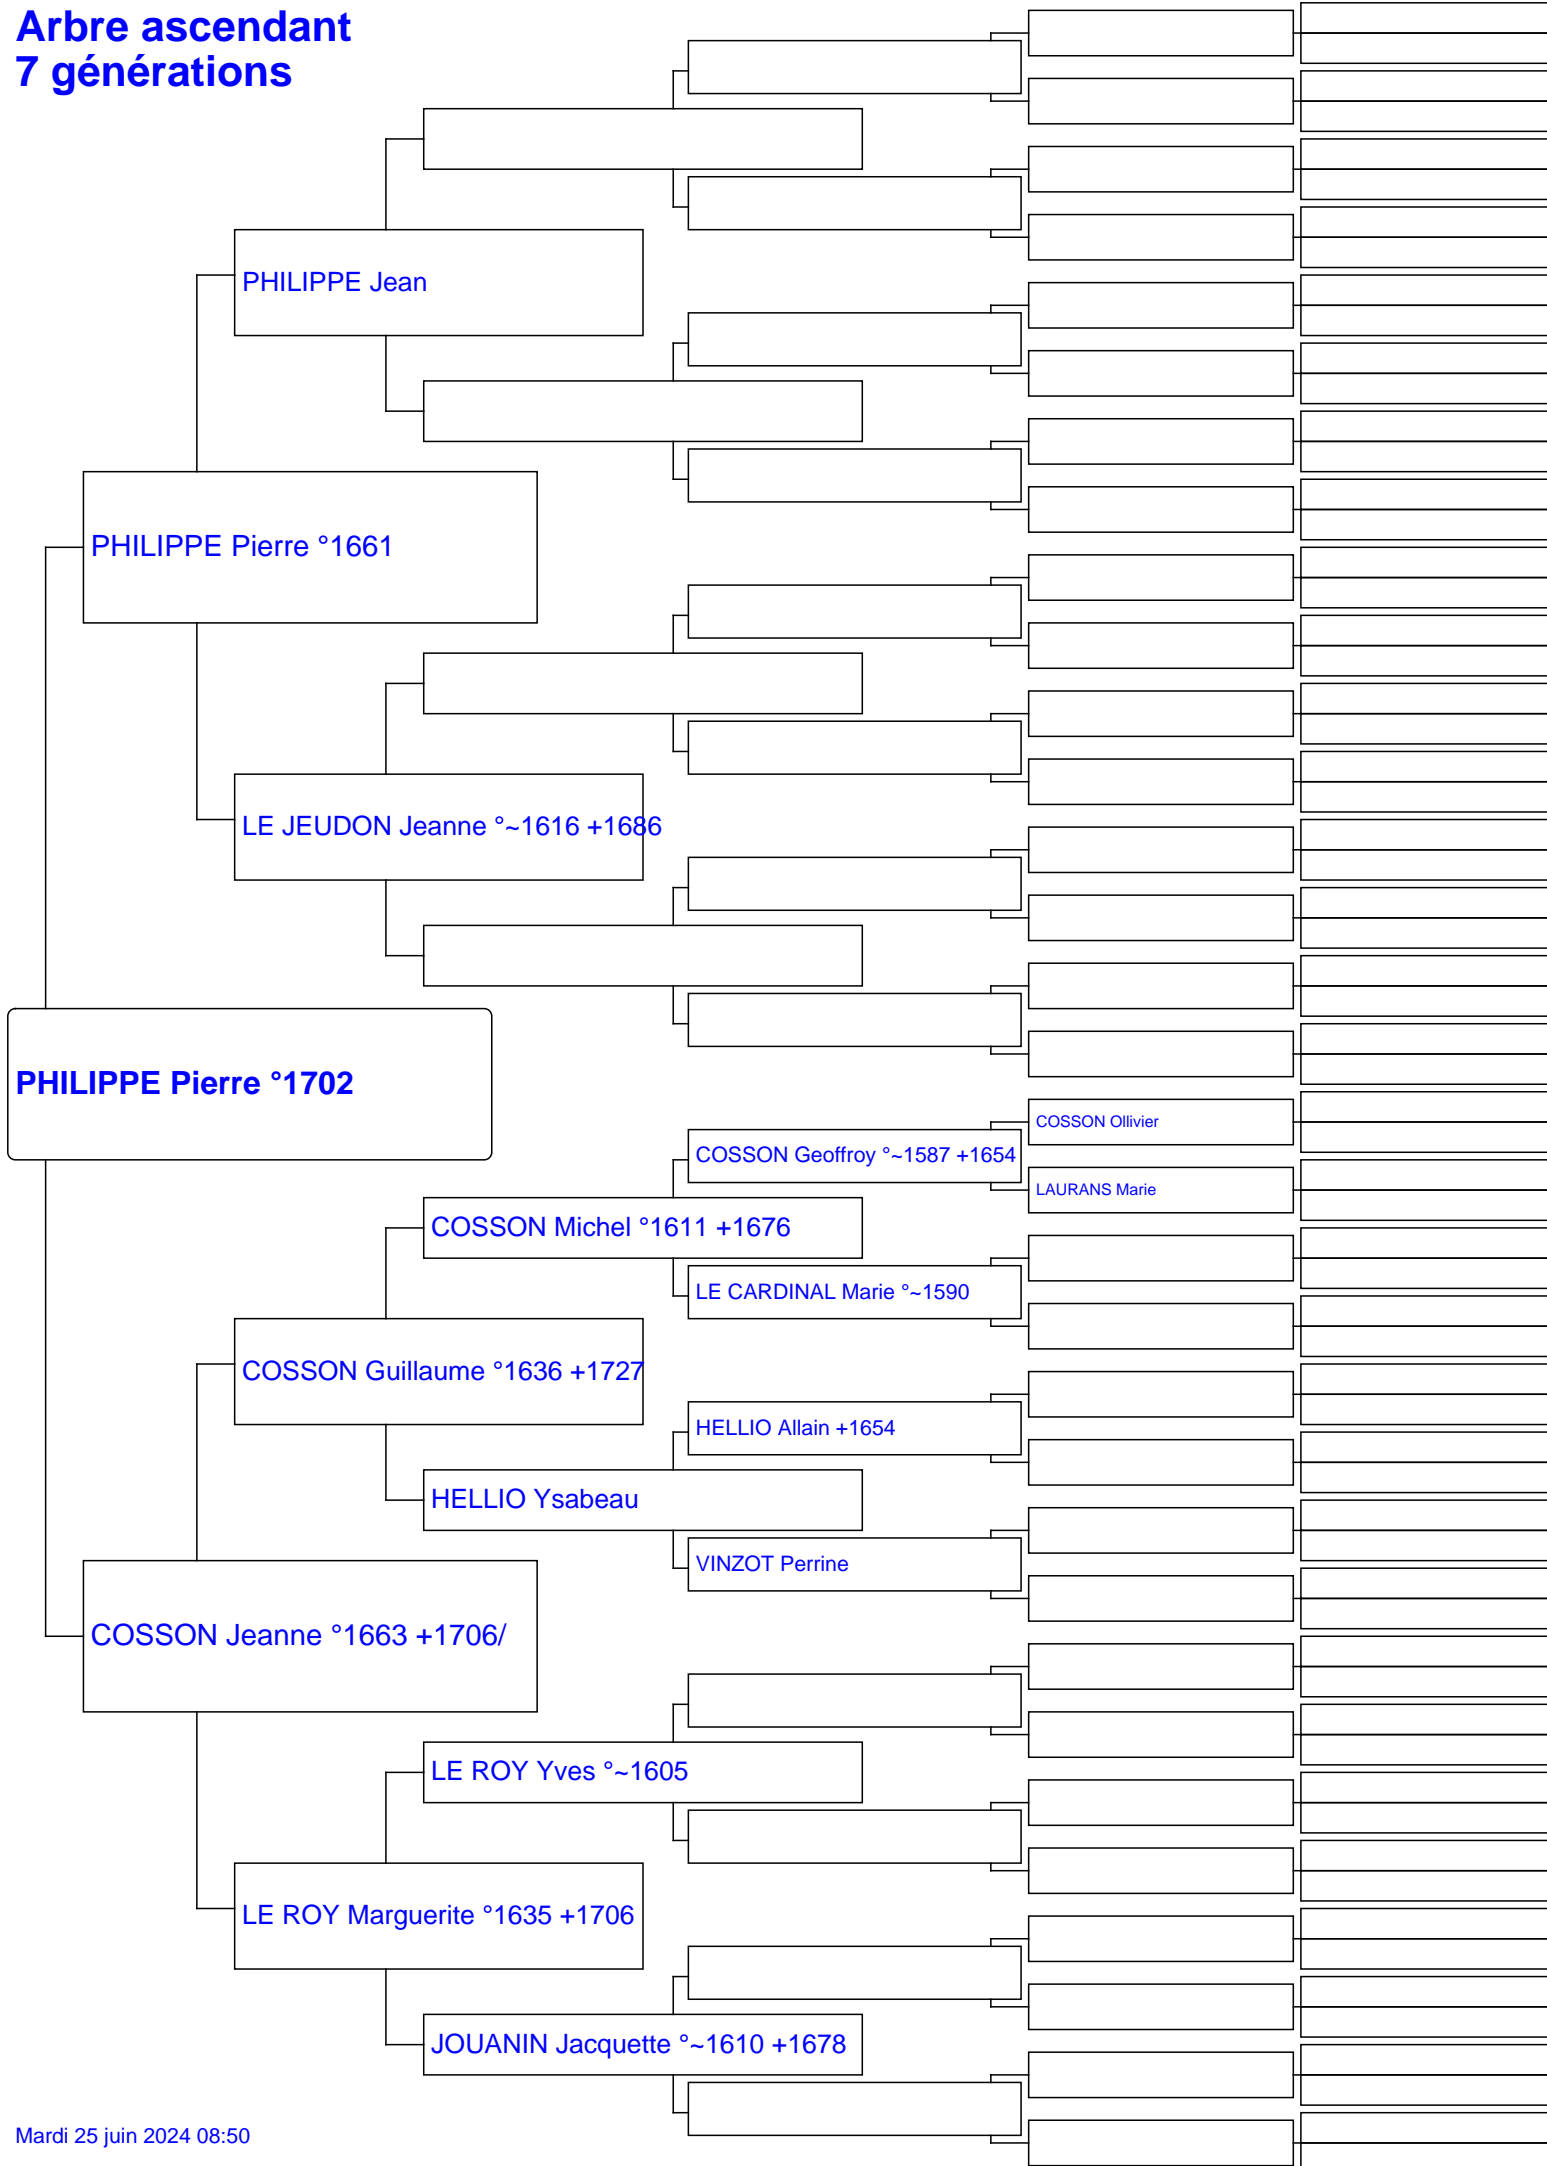 Arbre ascendant
7 générations
PHILIPPE Jean
PHILIPPE Pierre °1661
LE JEUDON Jeanne °~1616 +1686
PHILIPPE Pierre °1702
COSSON Ollivier
COSSON Geoffroy °~1587 +1654
LAURANS Marie
COSSON Michel °1611 +1676
LE CARDINAL Marie °~1590
COSSON Guillaume °1636 +1727
HELLIO Allain +1654
HELLIO Ysabeau
VINZOT Perrine
COSSON Jeanne °1663 +1706/
LE ROY Yves °~1605
LE ROY Marguerite °1635 +1706
JOUANIN Jacquette °~1610 +1678
Mardi 25 juin 2024 08:50